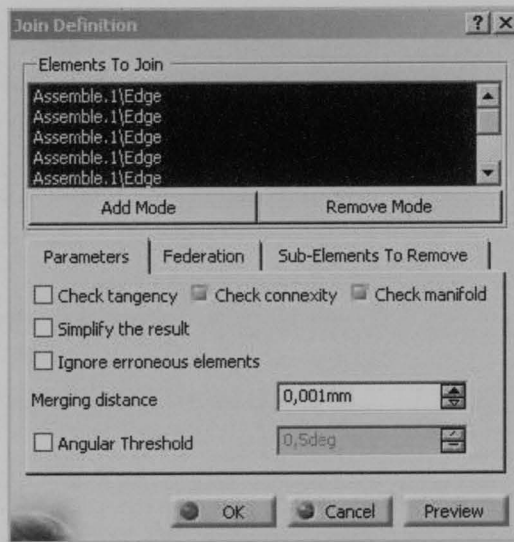 Join Definition
? X
Elements To Join
Assemble.1\Edge
Assemble.1\Edge
Assemble.1\Edge
Assemble.1\Edge
Assemble.1\Edge
Add Mode Remove Mode
Parameters Federation Sub-Elements To Remove
Check tangency Check connexity Check manifold
Simplify the result
Ignore erroneous elements
Merging distance 0,001mm
Angular Threshold 0,5deg
OK Cancel Preview